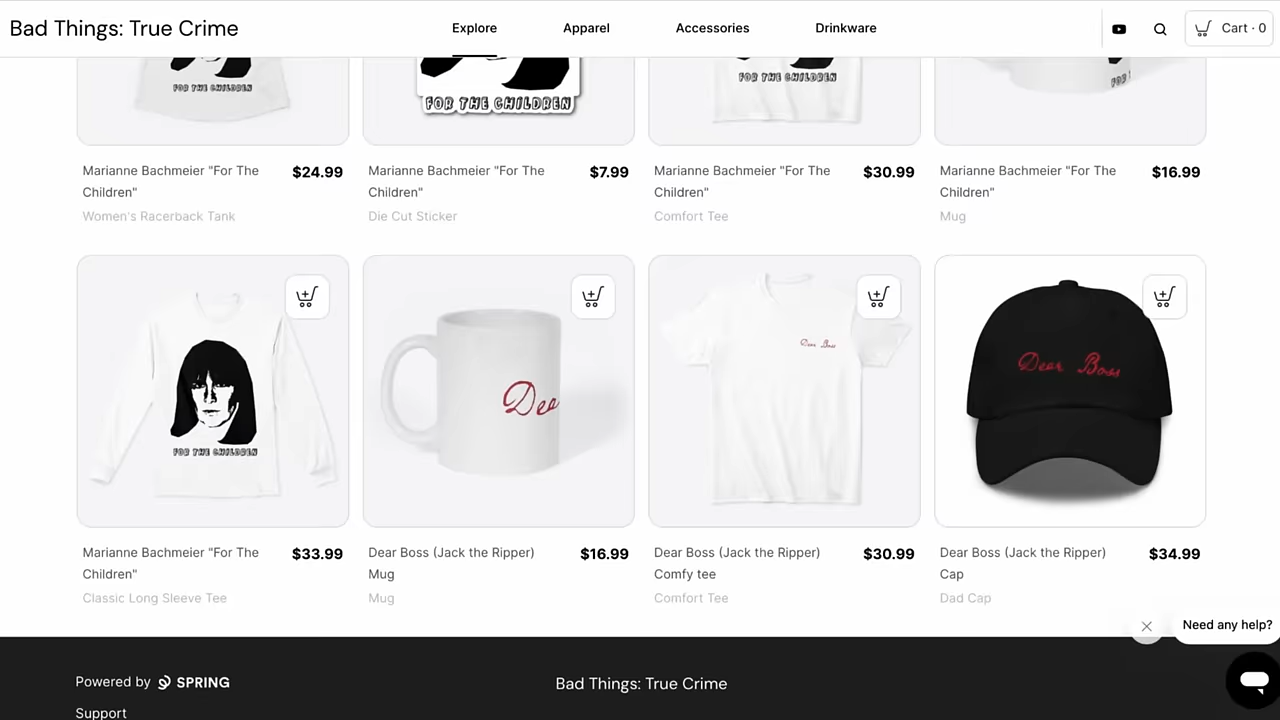 Bad Things: True Crime
Explore
Apparel
Accessories
Drinkware
Cart · 0
FOR THE CHILDREN
FOR THE CHILDREN
FOR THE CHILDREN
FOR
Marianne Bachmeier "For The
Children"
$24.99
Women's Racerback Tank
Marianne Bachmeier "For The
Children"
$7.99
Die Cut Sticker
Marianne Bachmeier "For The
Children"
$30.99
Comfort Tee
Marianne Bachmeier "For The
Children"
$16.99
Mug
FOR THE CHILDREN
Dea
Dear Boss
Dear Boss
Marianne Bachmeier "For The
Children"
$33.99
Classic Long Sleeve Tee
Dear Boss (Jack the Ripper)
Mug
$16.99
Mug
Dear Boss (Jack the Ripper)
Comfy tee
$30.99
Comfort Tee
Dear Boss (Jack the Ripper)
Cap
$34.99
Dad Cap
Need any help?
Powered by SPRING
Bad Things: True Crime
Support